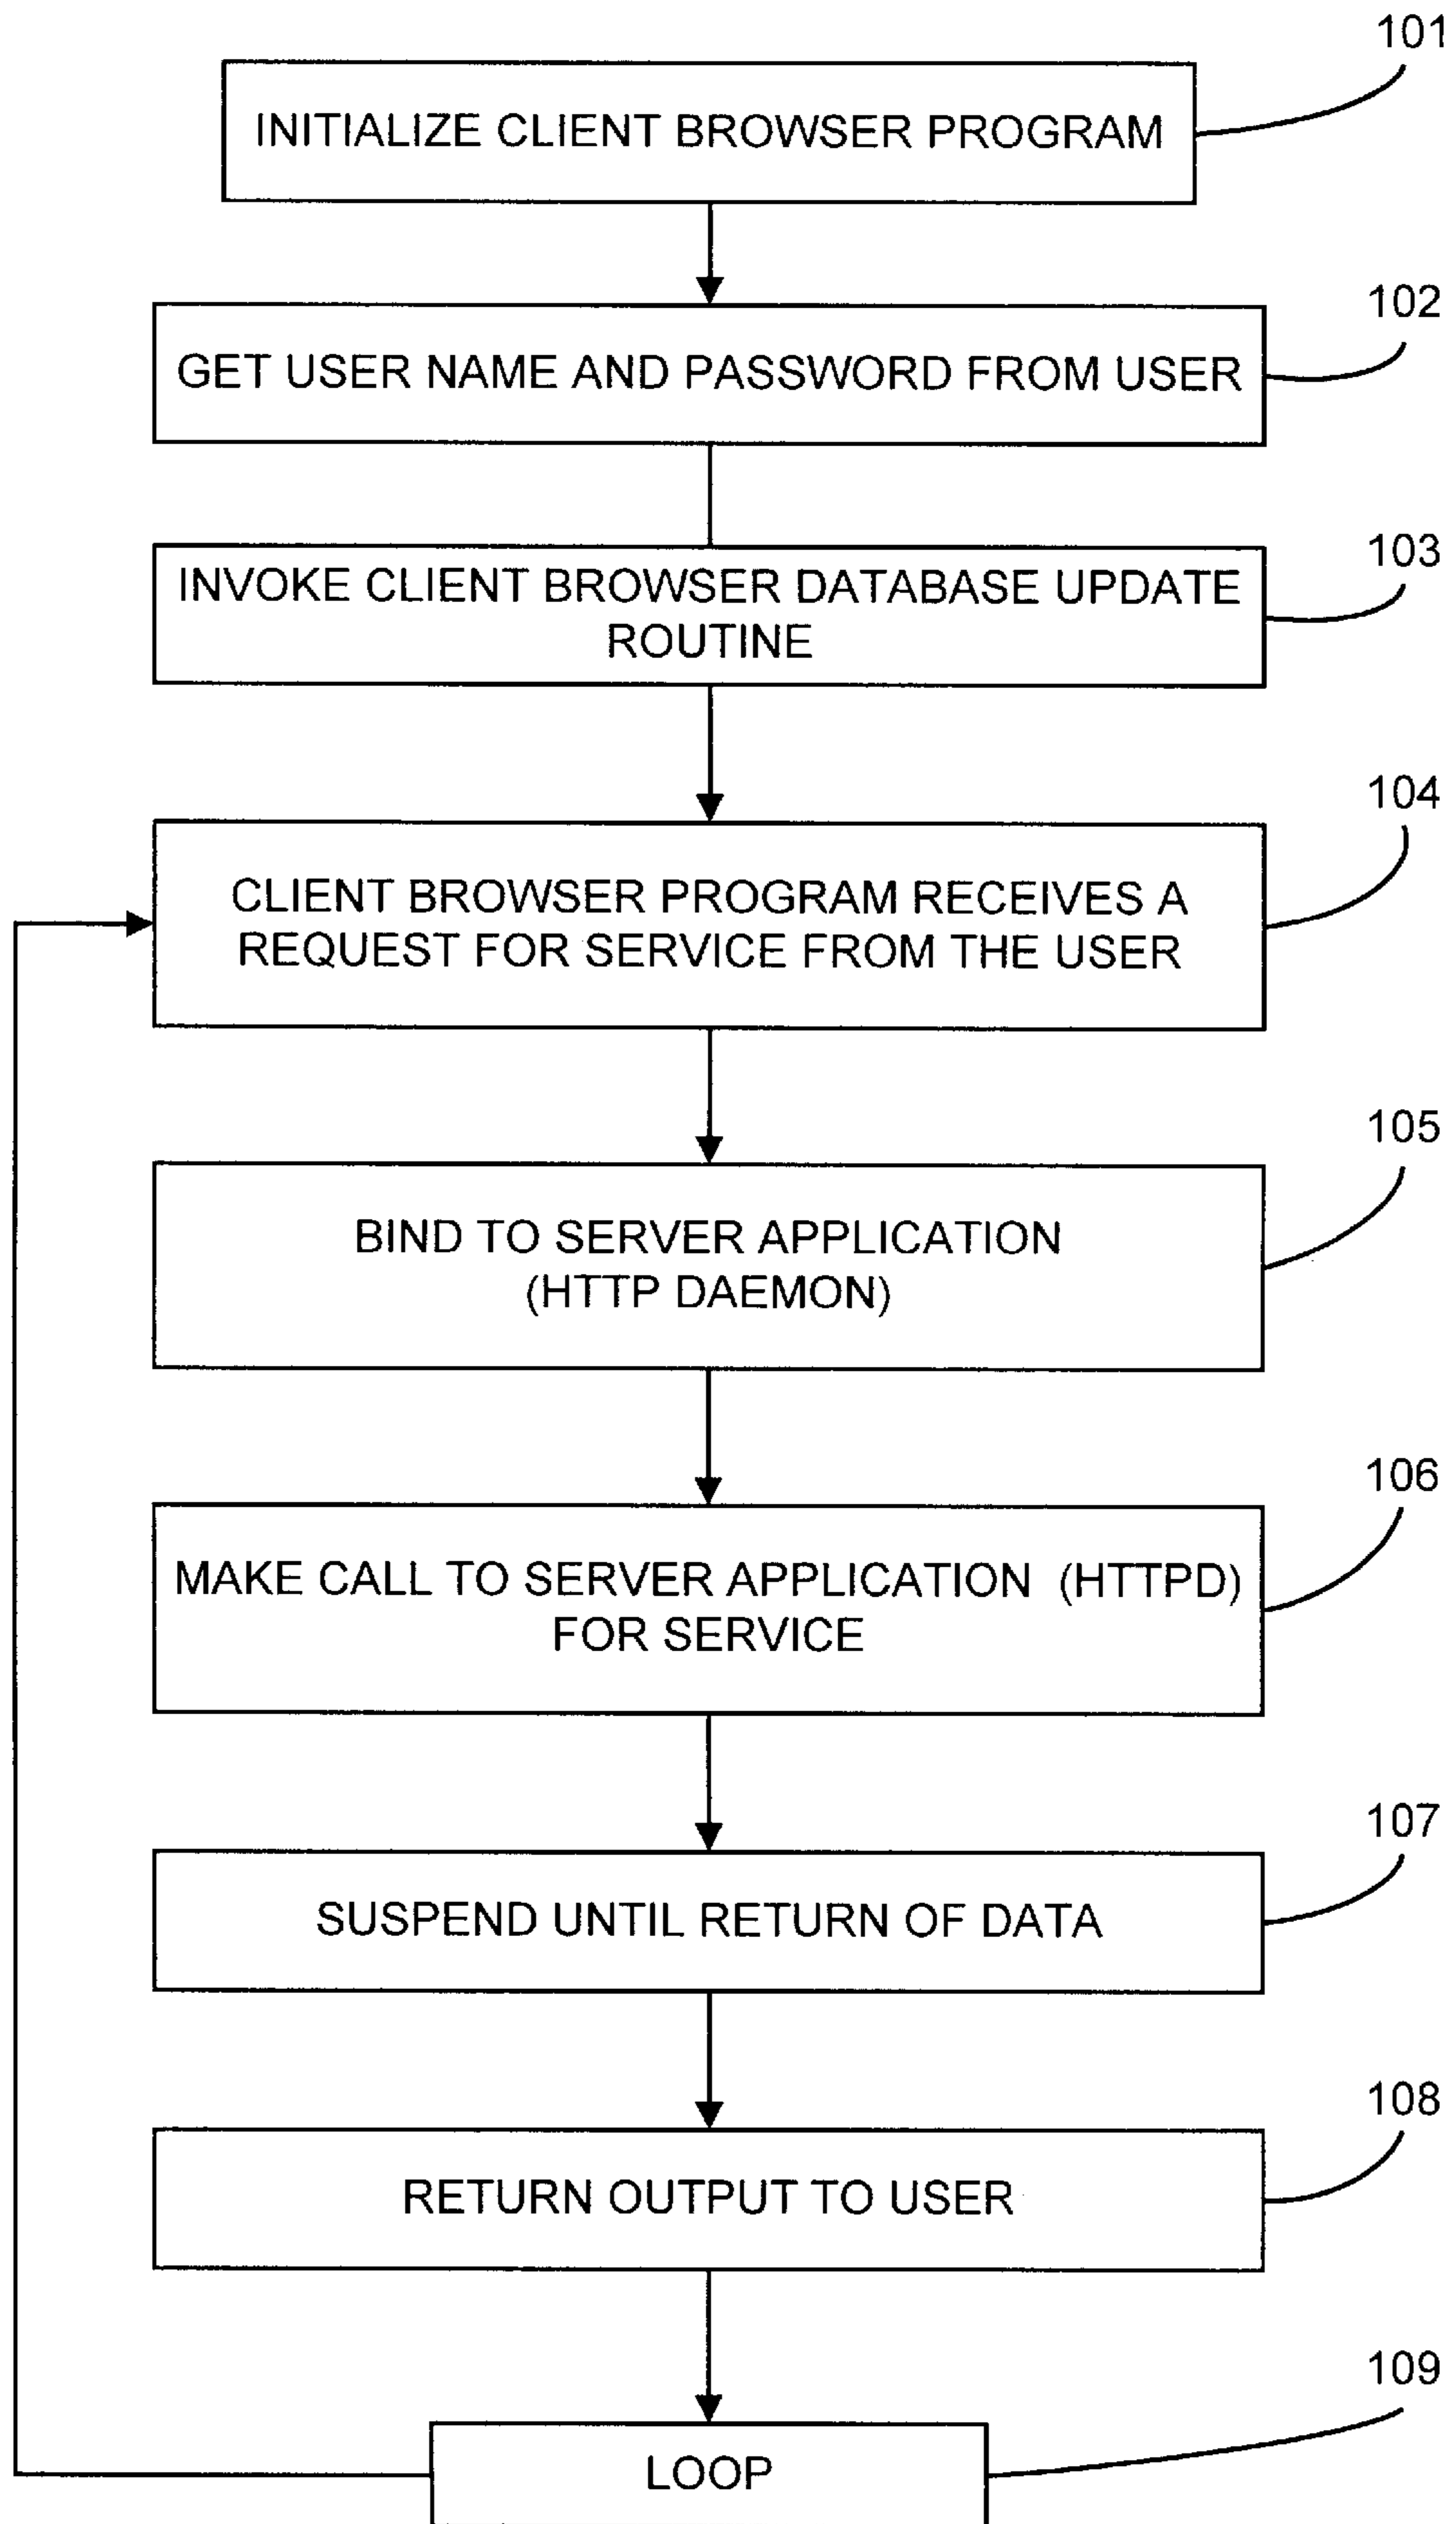 101
INITIALIZE CLIENT BROWSER PROGRAM
102
GET USER NAME AND PASSWORD FROM USER
103
INVOKE CLIENT BROWSER DATABASE UPDATE
ROUTINE
104
CLIENT BROWSER PROGRAM RECEIVES A
REQUEST FOR SERVICE FROM THE USER
105
BIND TO SERVER APPLICATION
(HTTP DAEMON)
106
MAKE CALL TO SERVER APPLICATION (HTTPD)
FOR SERVICE
107
SUSPEND UNTIL RETURN OF DATA
108
RETURN OUTPUT TO USER
109
LOOP